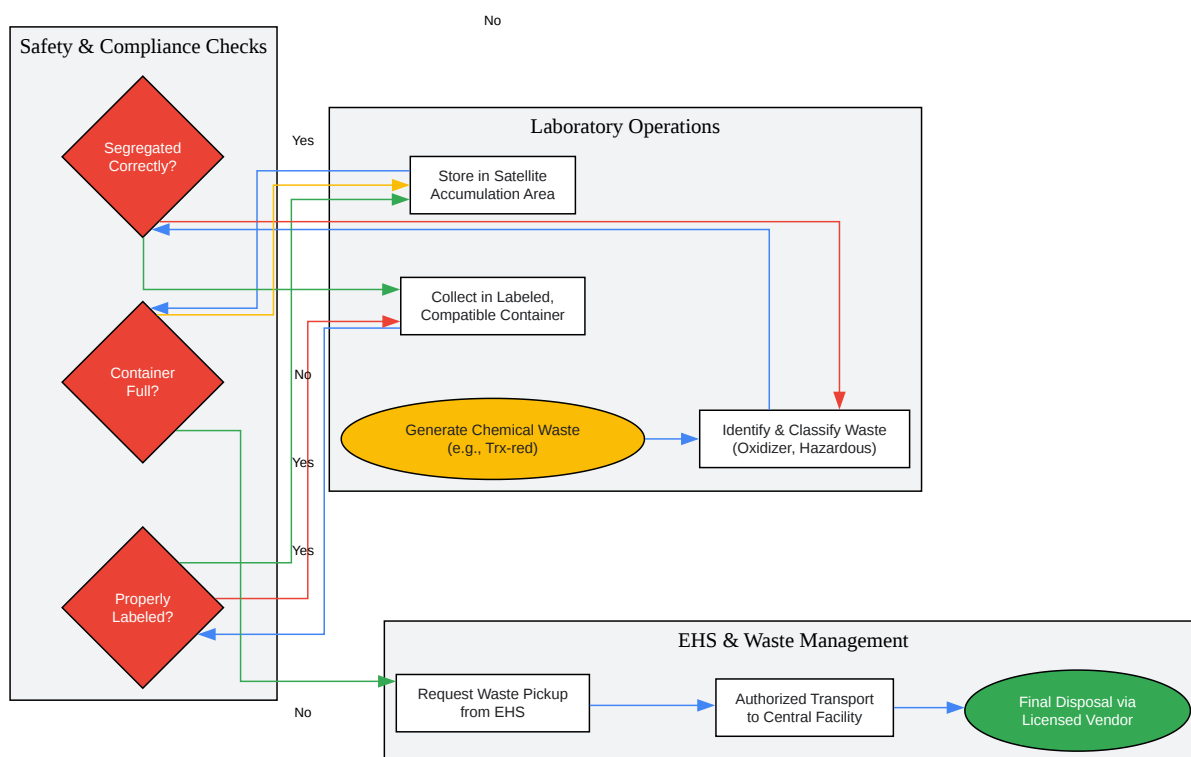 No
Safety & Compliance Checks
Segregated
Correctly?
Yes
Laboratory Operations
Store in Satellite
Accumulation Area
Collect in Labeled,
Compatible Container
Container
Full?
No
Generate Chemical Waste
(e.g., Trx-red)
Identify & Classify Waste
(Oxidizer, Hazardous)
Yes
Yes
Properly
Labeled?
EHS & Waste Management
Request Waste Pickup
from EHS
Authorized Transport
to Central Facility
Final Disposal via
Licensed Vendor
No